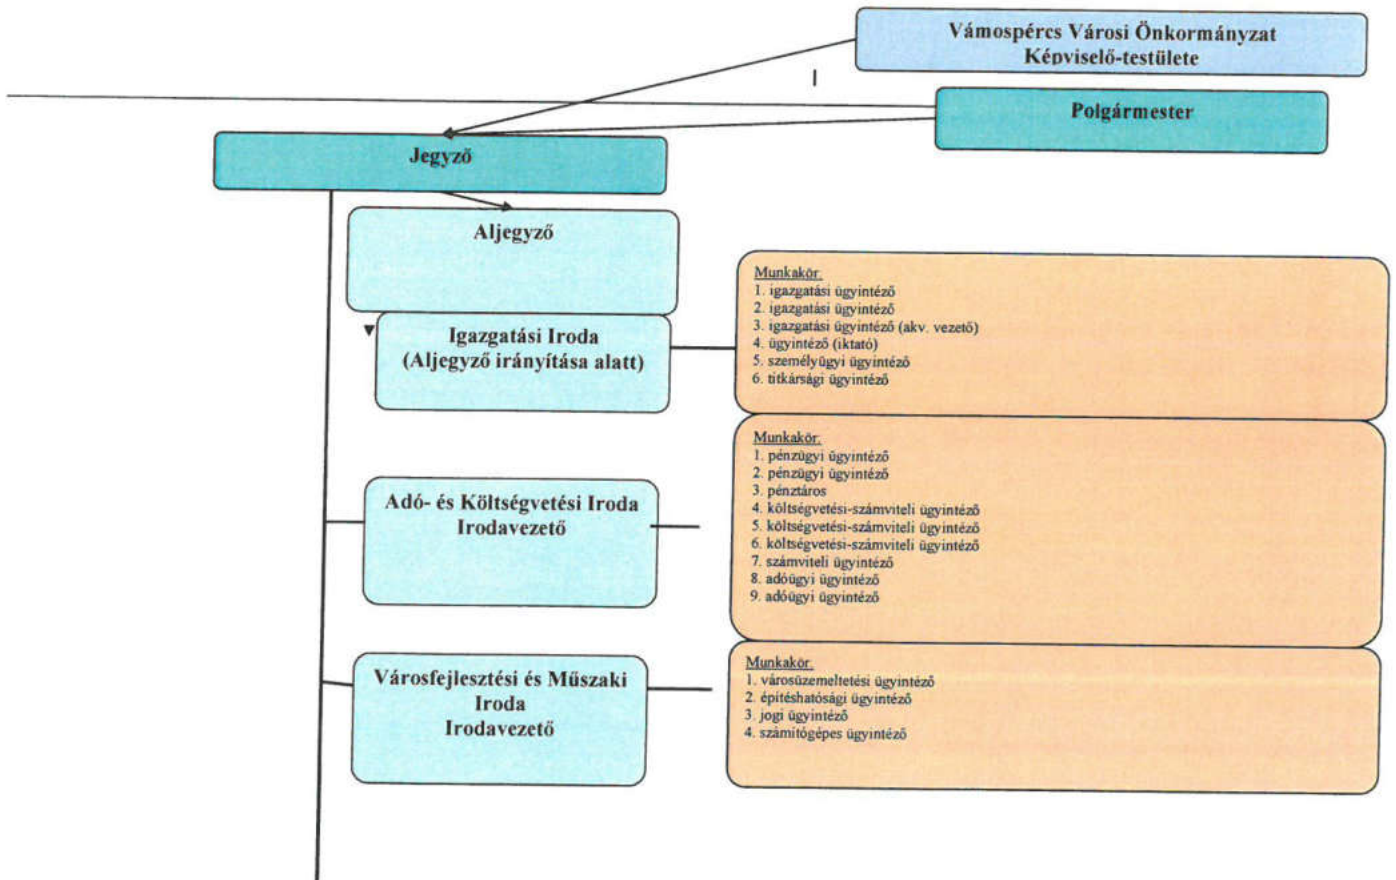 Vámospércs Városi Önkormányzat
Képviselő-testülete
Polgármester
Jegyző
Aljegyző
Igazgatási Iroda
(Aljegyző irányítása alatt)
Munkakör:
1. igazgatási ügyintéző
2. igazgatási ügyintéző
3. igazgatási ügyintéző (akv. vezető)
4. ügyintéző (iktató)
5. személyügyi ügyintéző
6. titkársági ügyintéző
Adó- és Költségvetési Iroda
Irodavezető
Munkakör:
1. pénzügyi ügyintéző
2. pénzügyi ügyintéző
3. pénztáros
4. költségvetési-számviteli ügyintéző
5. költségvetési-számviteli ügyintéző
6. költségvetési-számviteli ügyintéző
7. számviteli ügyintéző
8. adóügyi ügyintéző
9. adóügyi ügyintéző
Városfejlesztési és Műszaki
Iroda
Irodavezető
Munkakör:
1. városüzemeltetési ügyintéző
2. építéshatósági ügyintéző
3. jogi ügyintéző
4. számítógépes ügyintéző